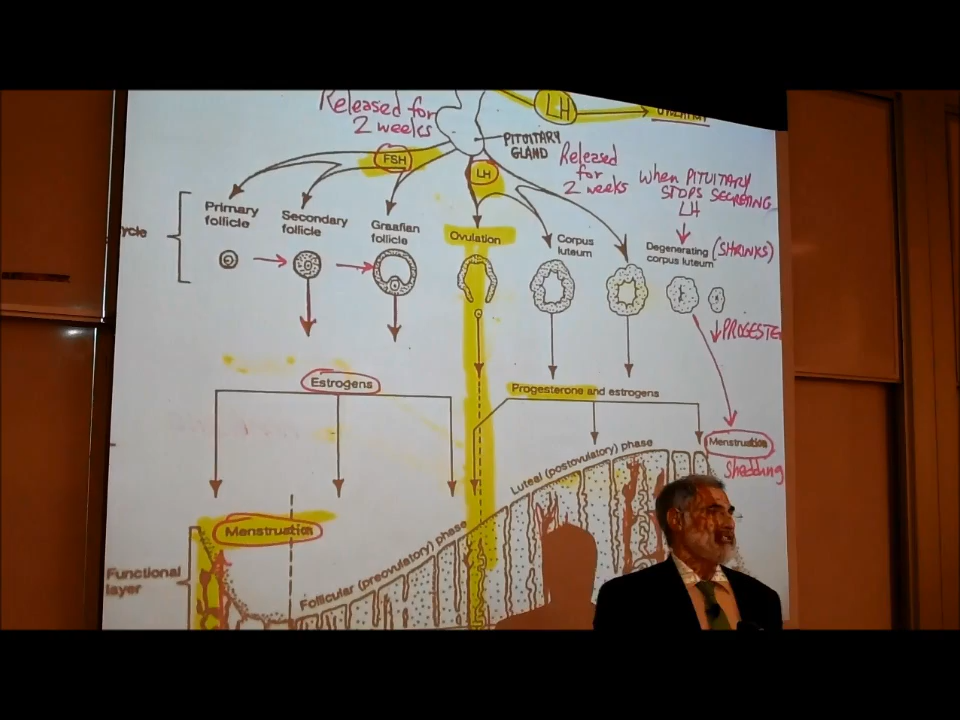 Released for
2 weeks
LH
PITUITARY
GLAND
FSH
LH
Released
for
2 weeks
When PITUITARY
STOPS SECRETING
LH
Primary
follicle
Secondary
follicle
Graafian
follicle
Ovulation
Corpus
luteum
Degenerating
corpus luteum
(SHRINKS)
ycle
↓ PROGESTE
Estrogens
Progesterone and estrogens
Menstruation
Shedding
Luteal (postovulatory) phase
Menstruation
Follicular (preovulatory) phase
Functional
layer